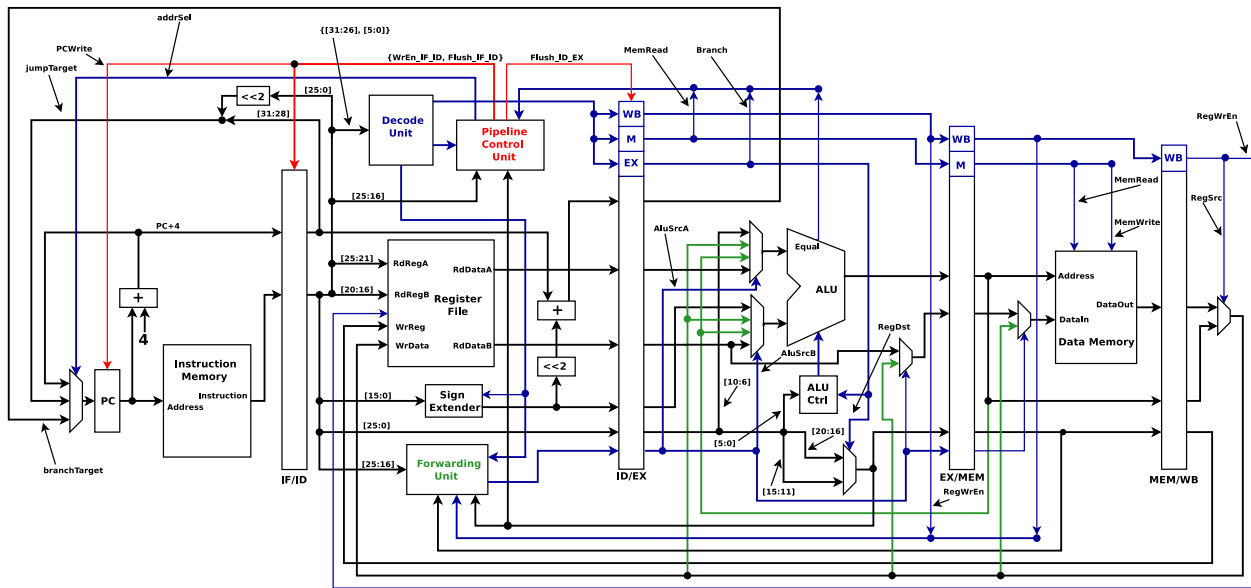 addrSel
{[31:26], [5:0]}
PCWrite
jumpTarget
{WrEn_IF_ID, Flush_IF_ID}
Flush_ID_EX
MemRead
Branch
<<2
[25:0]
[31:28]
Decode
Unit
Pipeline
Control
Unit
WB
M
EX
WB
M
WB
RegWrEn
MemRead
RegSrc
MemWrite
[25:16]
PC+4
AluSrcA
[25:21]
[20:16]
RdRegA
RdRegB
WrReg
WrData
Register
File
RdDataA
RdDataB
Equal
ALU
Address
DataOut
DataIn
Data Memory
+
4
+
<<2
Instruction
Memory
Instruction
Address
PC
RegDst
AluSrcB
ALU
Ctrl
[10:6]
[5:0]
[20:16]
[15:11]
[15:0]
Sign
Extender
[25:0]
[25:16]
Forwarding
Unit
branchTarget
IF/ID
ID/EX
EX/MEM
MEM/WB
RegWrEn